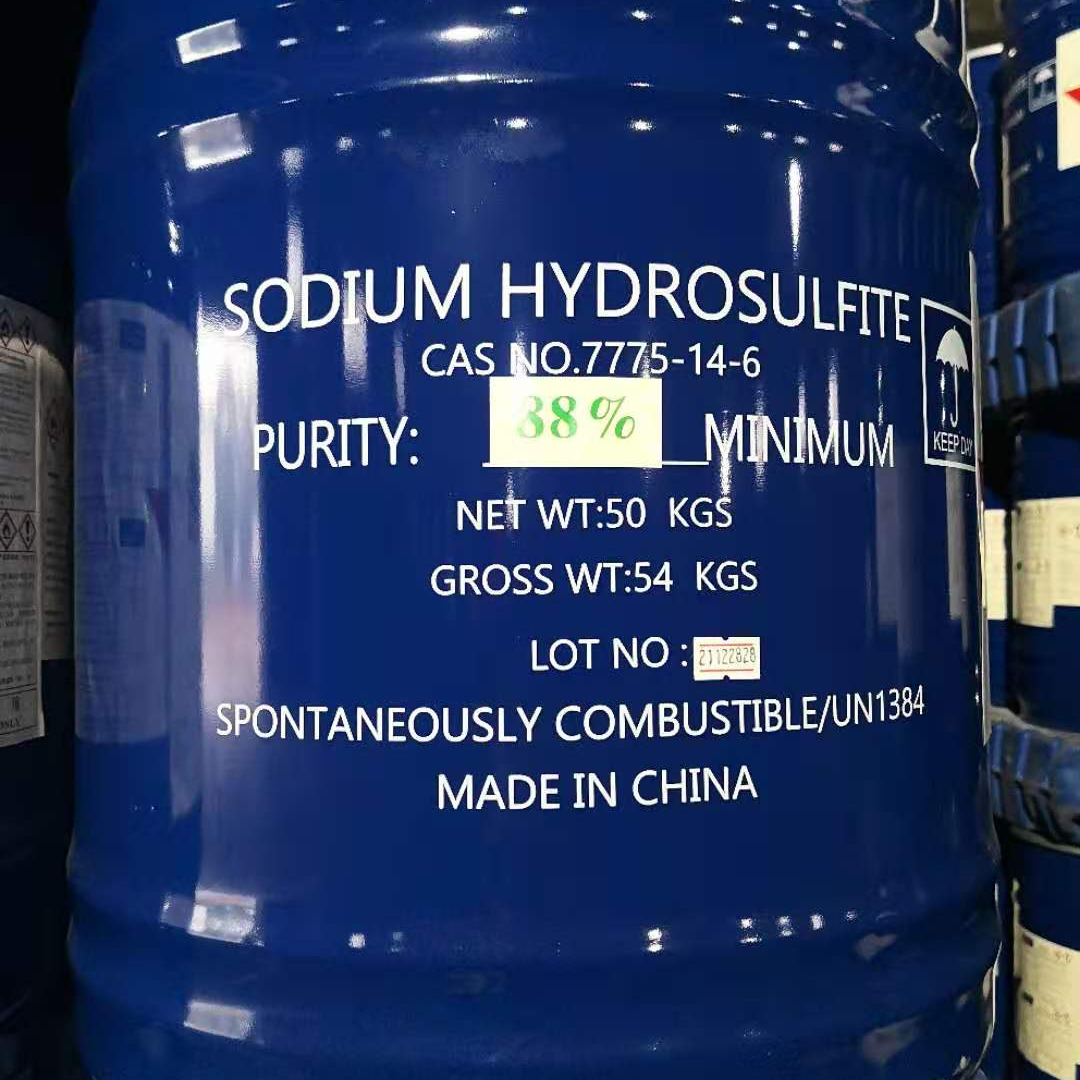 SODIUM HYDROSULFITE
CAS NO.7775-14-6
PURITY: 88% MINIMUM
KEEP DAY
NET WT:50 KGS
GROSS WT:54 KGS
LOT NO : 21122828
SPONTANEOUSLY COMBUSTIBLE/UN1384
MADE IN CHINA